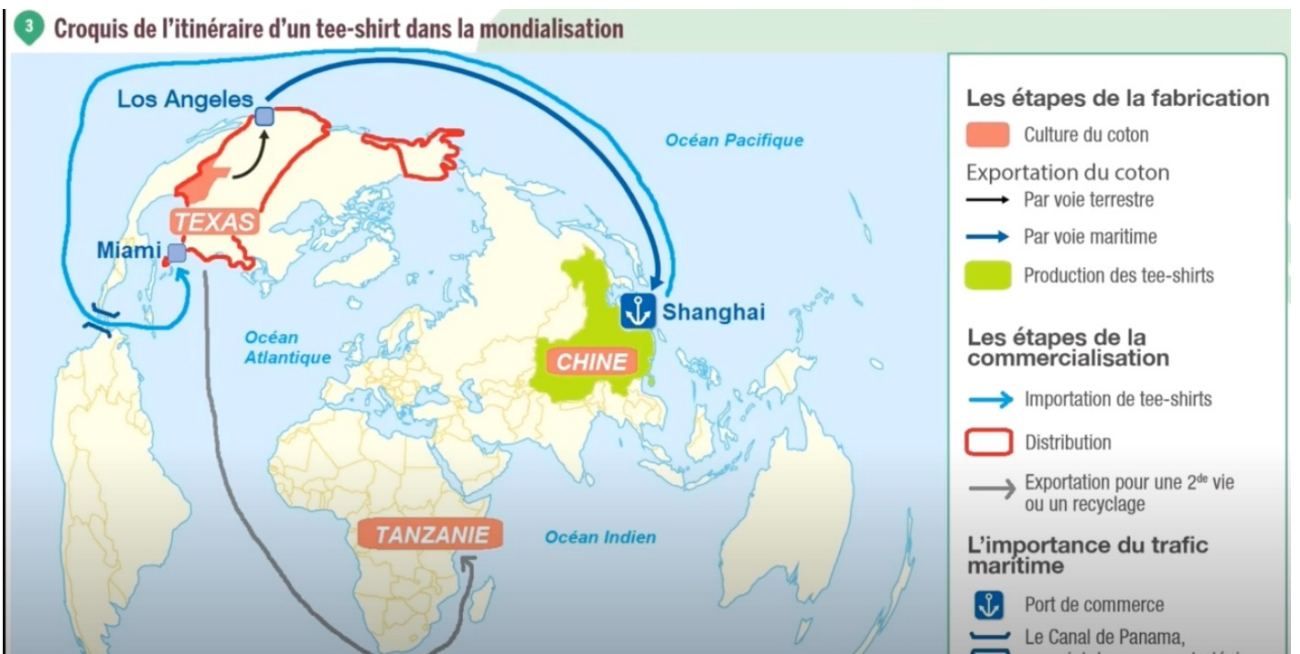 3 Croquis de l'itinéraire d'un tee-shirt dans la mondialisation
Los Angeles
Océan Pacifique
TEXAS
Miami
Shanghai
Océan
Atlantique
CHINE
TANZANIE
Océan Indien
Les étapes de la fabrication
Culture du coton
Exportation du coton
Par voie terrestre
Par voie maritime
Production des tee-shirts
Les étapes de la
commercialisation
Importation de tee-shirts
Distribution
Exportation pour une 2de vie
ou un recyclage
L'importance du trafic
maritime
Port de commerce
Le Canal de Panama,